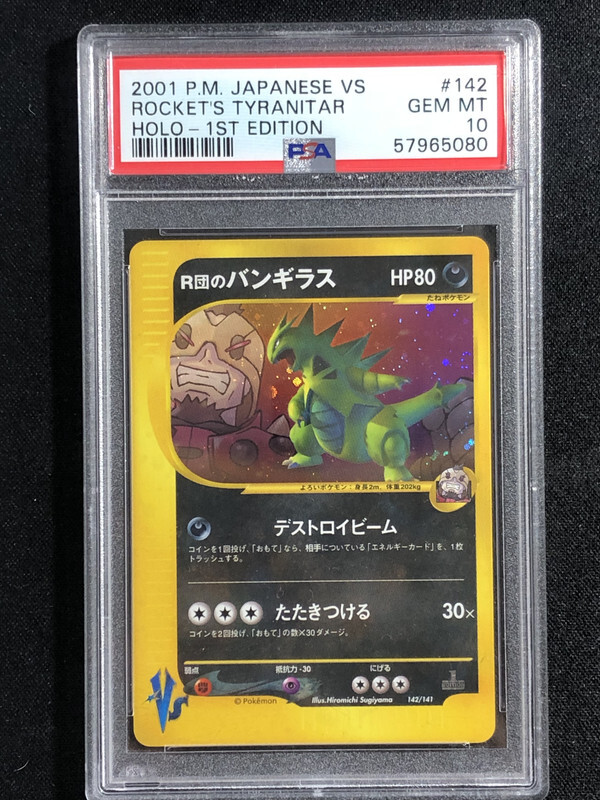 2001 P.M. JAPANESE VS #142
ROCKET'S TYRANITAR GEM MT
HOLO-1ST EDITION 10
PSA 57965080
R団のバンギラス HP80
たねポケモン
よろいポケモン:身長2m、体重202kg
デストロイビーム
コインを1回投げ、「おもて」なら、相手についている「エネルギーカード」を、1枚
トラッシュする。
たたきつける 30×
コインを2回投げ、「おもて」の数×30ダメージ。
弱点 抵抗力-30 にげる
©Pokémon Illus.Hiromichi Sugiyama 142/141
Vs